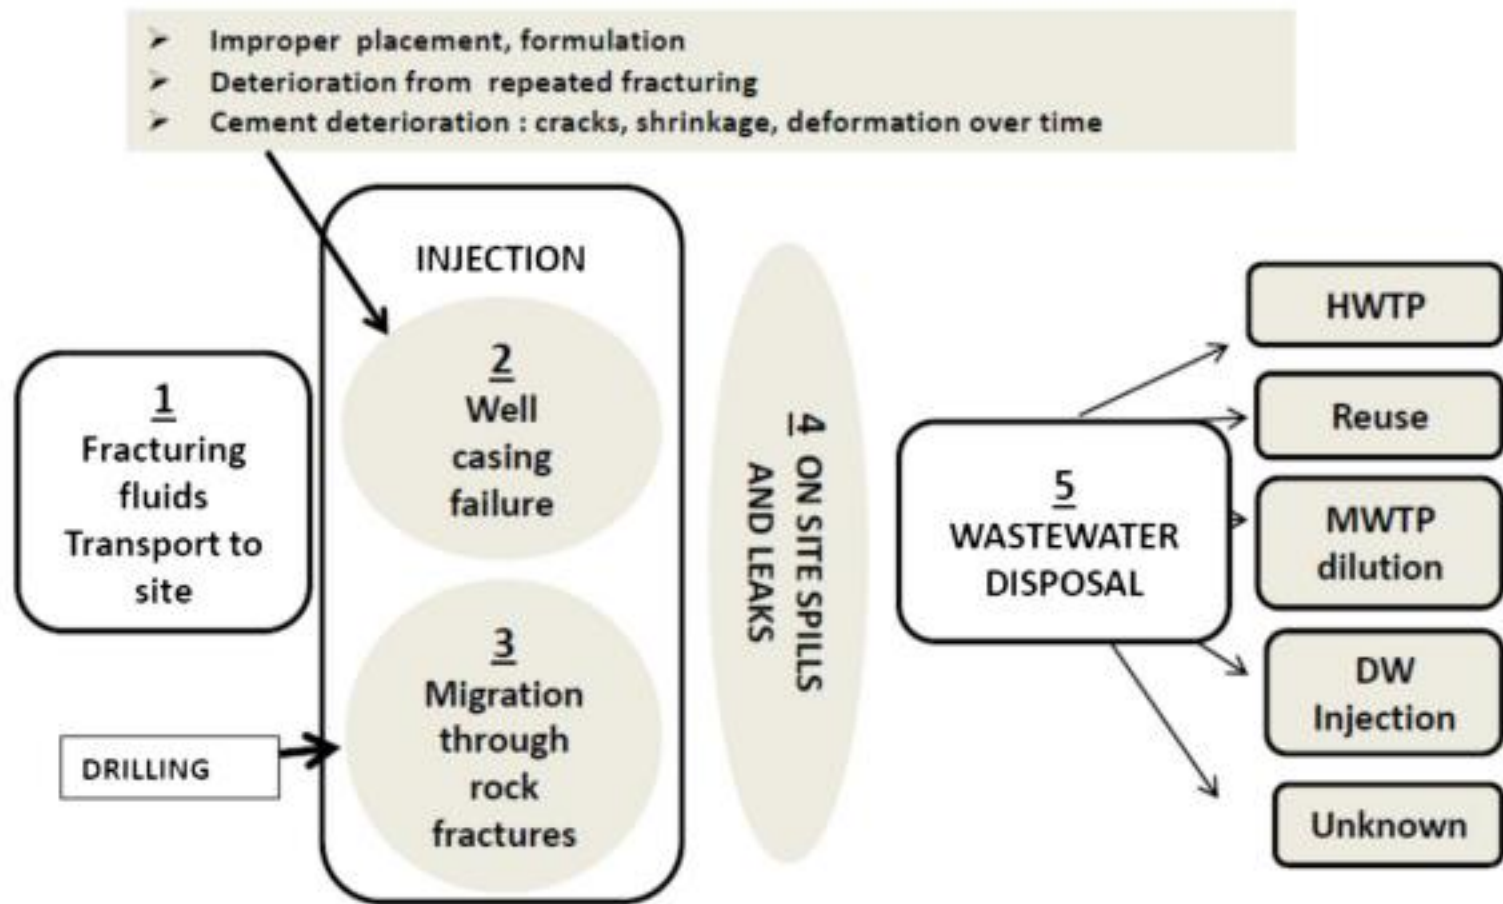 Improper placement, formulation
Deterioration from repeated fracturing
Cement deterioration : cracks, shrinkage, deformation over time
INJECTION
1
Fracturing
fluids
Transport to
site
2
Well
casing
failure
3
Migration
through
rock
fractures
DRILLING
4 ON SITE SPILLS
AND LEAKS
5
WASTEWATER
DISPOSAL
HWTP
Reuse
MWTP
dilution
DW
Injection
Unknown